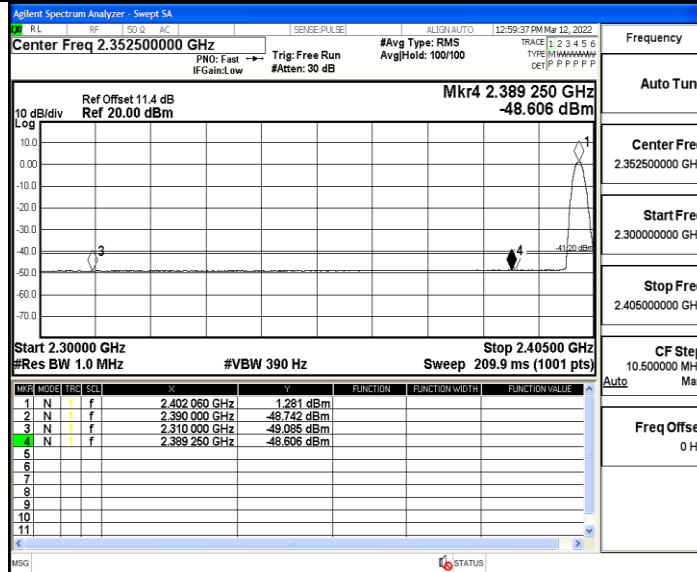 Agilent Spectrum Analyzer - Swept SA
RL RF 50 Ω AC SENSE:PULSE ALIGN AUTO 12:59:37 PM Mar 12, 2022
Center Freq 2.352500000 GHz
PNO: Fast
IFGain:Low
Trig: Free Run
#Atten: 30 dB
#Avg Type: RMS
Avg|Hold: 100/100
TRACE 1 2 3 4 5 6
TYPE MWWWWW
DET P P P P P P
Ref Offset 11.4 dB
10 dB/div Ref 20.00 dBm
Log
Mkr4 2.389 250 GHz
-48.606 dBm
10.0
0.00
-10.0
-20.0
-30.0
-40.0
-50.0
-60.0
-70.0
1
3
4
-41.20 dBm
Start 2.30000 GHz Stop 2.40500 GHz
#Res BW 1.0 MHz #VBW 390 Hz Sweep 209.9 ms (1001 pts)
MKR MODE TRC SCL X Y FUNCTION FUNCTION WIDTH FUNCTION VALUE
1 N 1 f 2.402 060 GHz 1.281 dBm
2 N 1 f 2.390 000 GHz -48.742 dBm
3 N 1 f 2.310 000 GHz -49.085 dBm
4 N 1 f 2.389 250 GHz -48.606 dBm
5
6
7
8
9
10
11
MSG STATUS
Frequency
Auto Tun
Center Fre
2.352500000 GH
Start Fre
2.300000000 GH
Stop Fre
2.405000000 GH
CF Ste
10.500000 MH
Auto Ma
Freq Offse
0 H